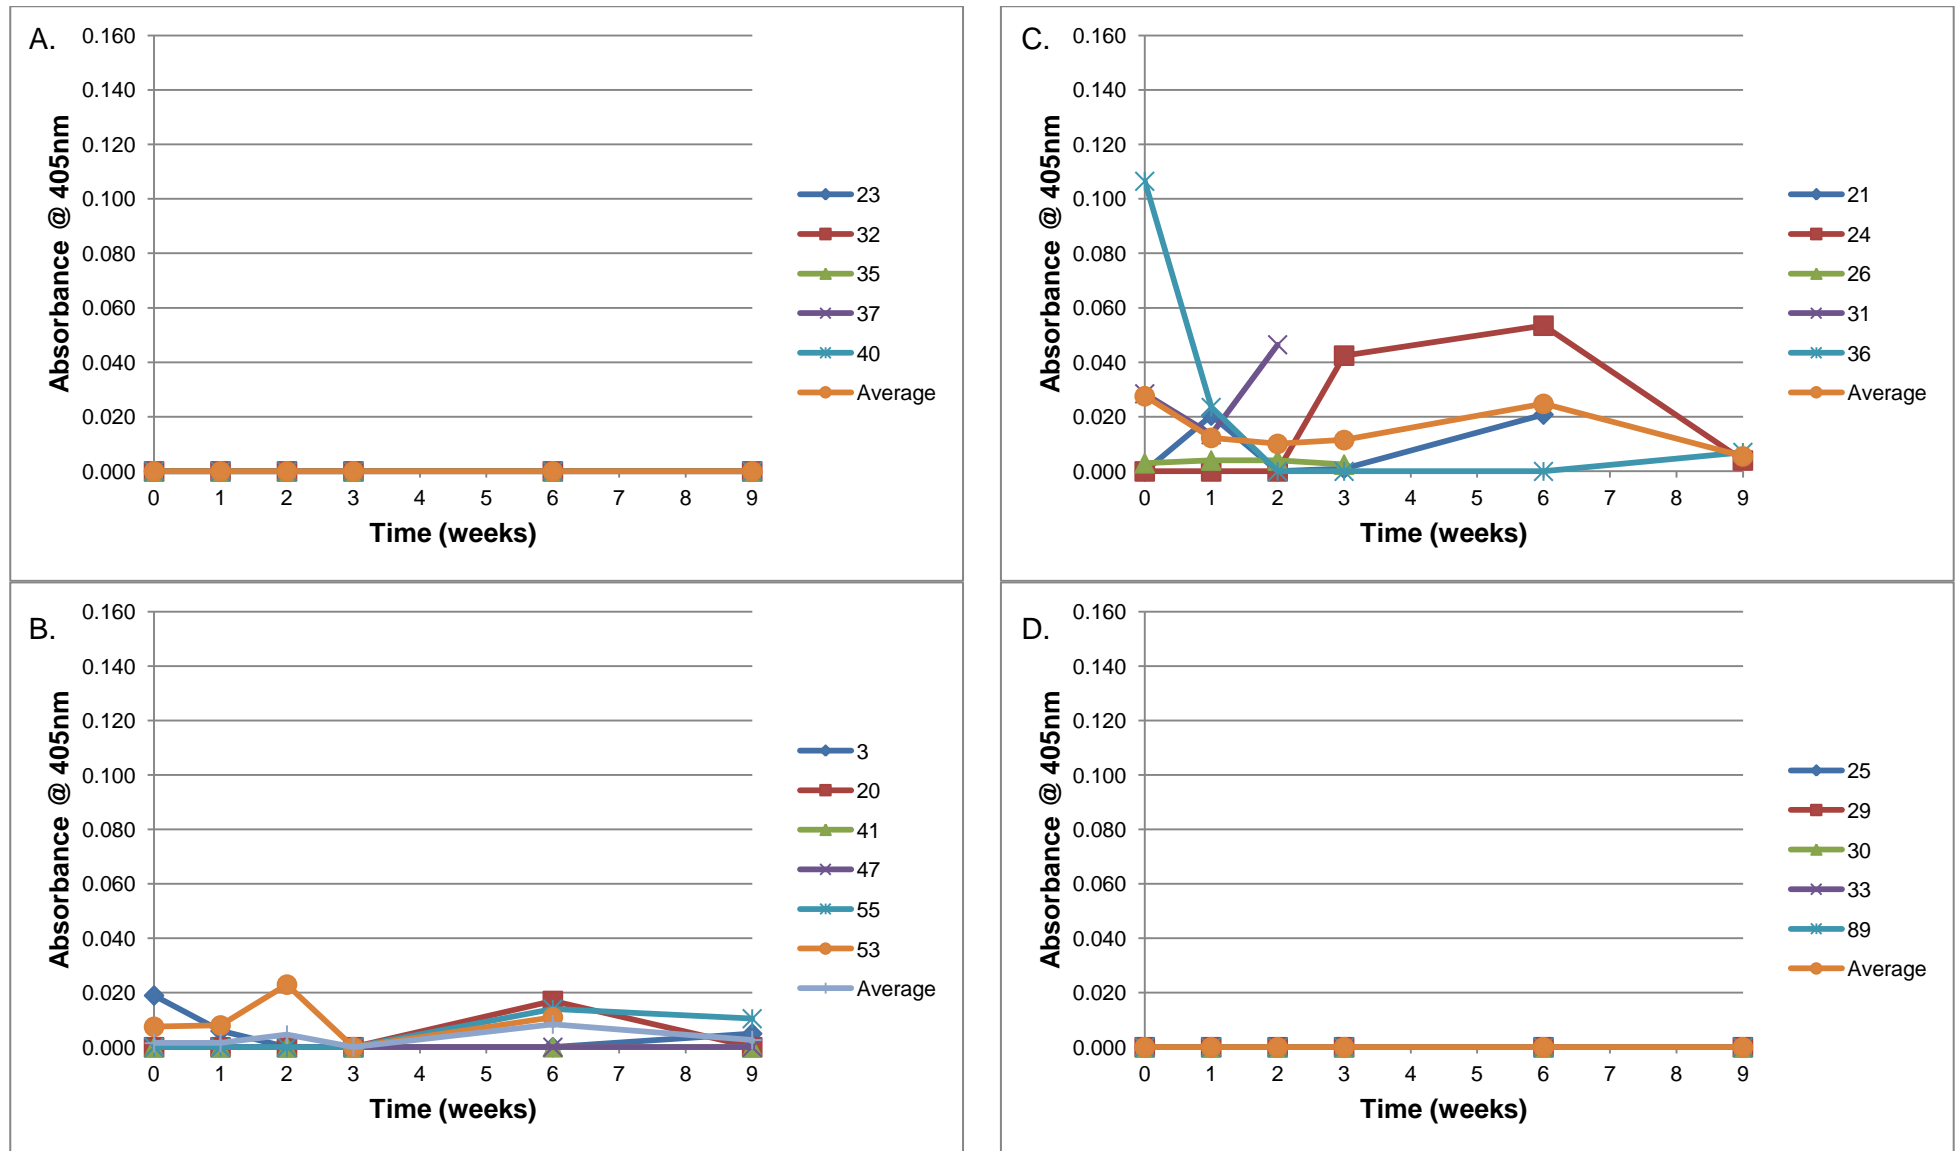 A.
Absorbance @ 405nm
0.160
0.140
0.120
0.100
0.080
0.060
0.040
0.020
0.000
0 1 2 3 4 5 6 7 8 9
Time (weeks)
23
32
35
37
40
Average
C.
Absorbance @ 405nm
0.160
0.140
0.120
0.100
0.080
0.060
0.040
0.020
0.000
0 1 2 3 4 5 6 7 8 9
Time (weeks)
21
24
26
31
36
Average
B.
Absorbance @ 405nm
0.160
0.140
0.120
0.100
0.080
0.060
0.040
0.020
0.000
0 1 2 3 4 5 6 7 8 9
Time (weeks)
3
20
41
47
55
53
Average
D.
Absorbance @ 405nm
0.160
0.140
0.120
0.100
0.080
0.060
0.040
0.020
0.000
0 1 2 3 4 5 6 7 8 9
Time (weeks)
25
29
30
33
89
Average